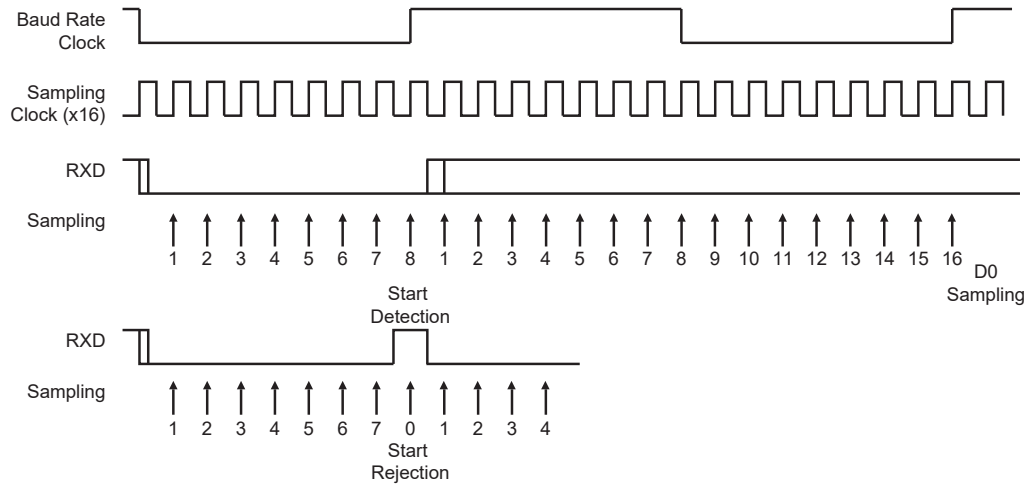 Baud Rate
Clock
Sampling
Clock (x16)
RXD
Sampling
1 2 3 4 5 6 7 8 1 2 3 4 5 6 7 8 9 10 11 12 13 14 15 16
D0
Sampling
Start
Detection
RXD
Sampling
1 2 3 4 5 6 7 0 1 2 3 4
Start
Rejection